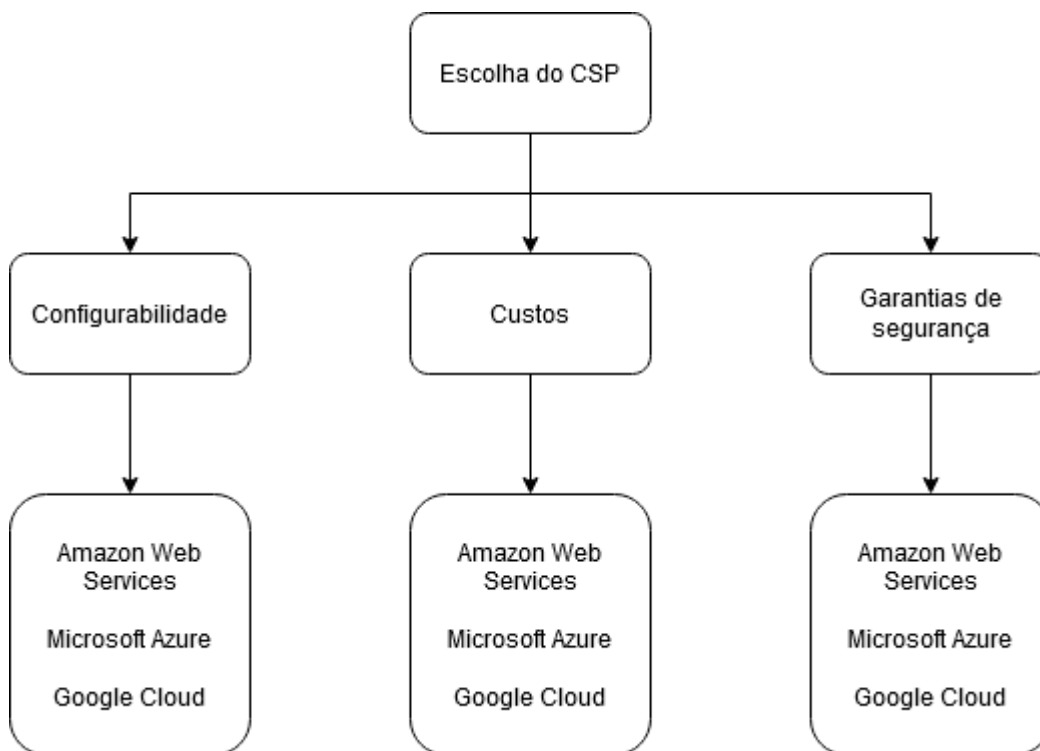 Escolha do CSP
Configurabilidade
Custos
Garantias de
segurança
Amazon Web
Services
Microsoft Azure
Google Cloud
Amazon Web
Services
Microsoft Azure
Google Cloud
Amazon Web
Services
Microsoft Azure
Google Cloud